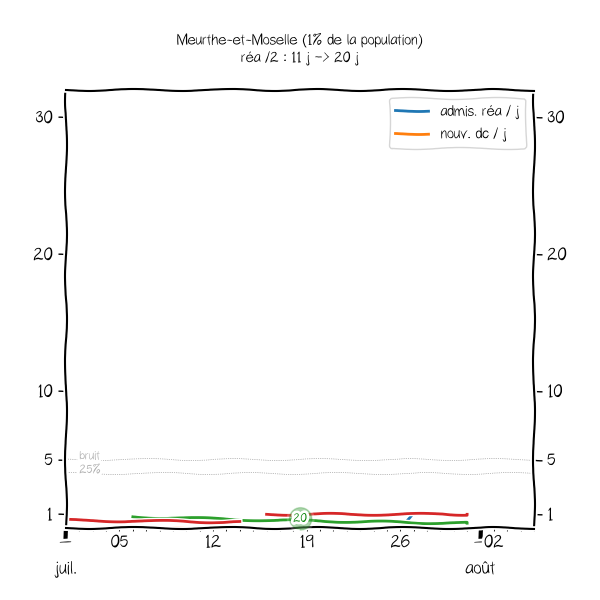 Meurthe-et-Moselle (1% de la population)
réa /2 : 11 j -> 20 j
admis. réa / j
nouv. dc / j
30
30
20
20
10
10
5
bruit
5
25%
1
20
1
05
12
19
26
02
juil.
août